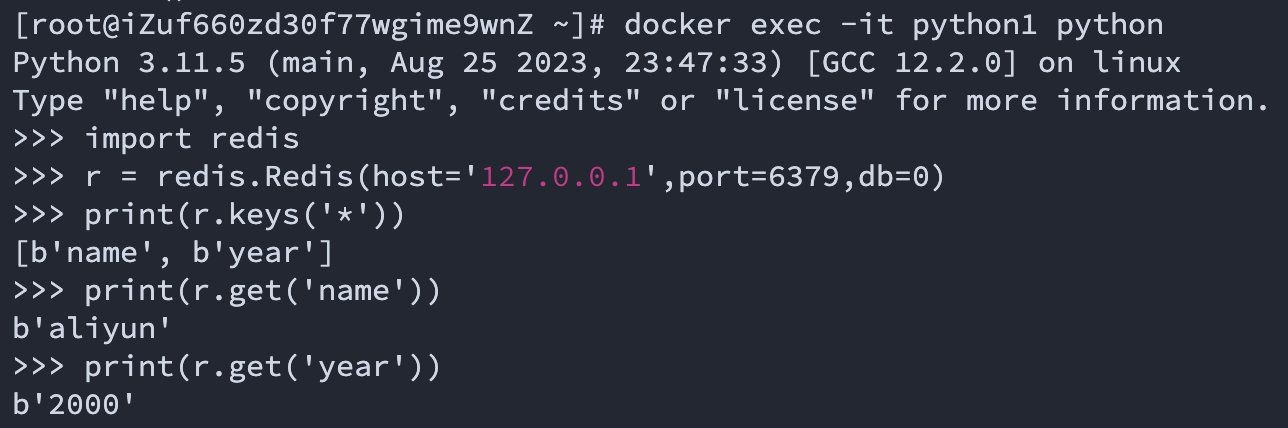 [root@iZuf660zd30f77wgime9wnZ ~]# docker exec -it python1 python
Python 3.11.5 (main, Aug 25 2023, 23:47:33) [GCC 12.2.0] on linux
Type "help", "copyright", "credits" or "license" for more information.
>>> import redis
>>> r = redis.Redis(host='127.0.0.1',port=6379,db=0)
>>> print(r.keys('*'))
[b'name', b'year']
>>> print(r.get('name'))
b'aliyun'
>>> print(r.get('year'))
b'2000'